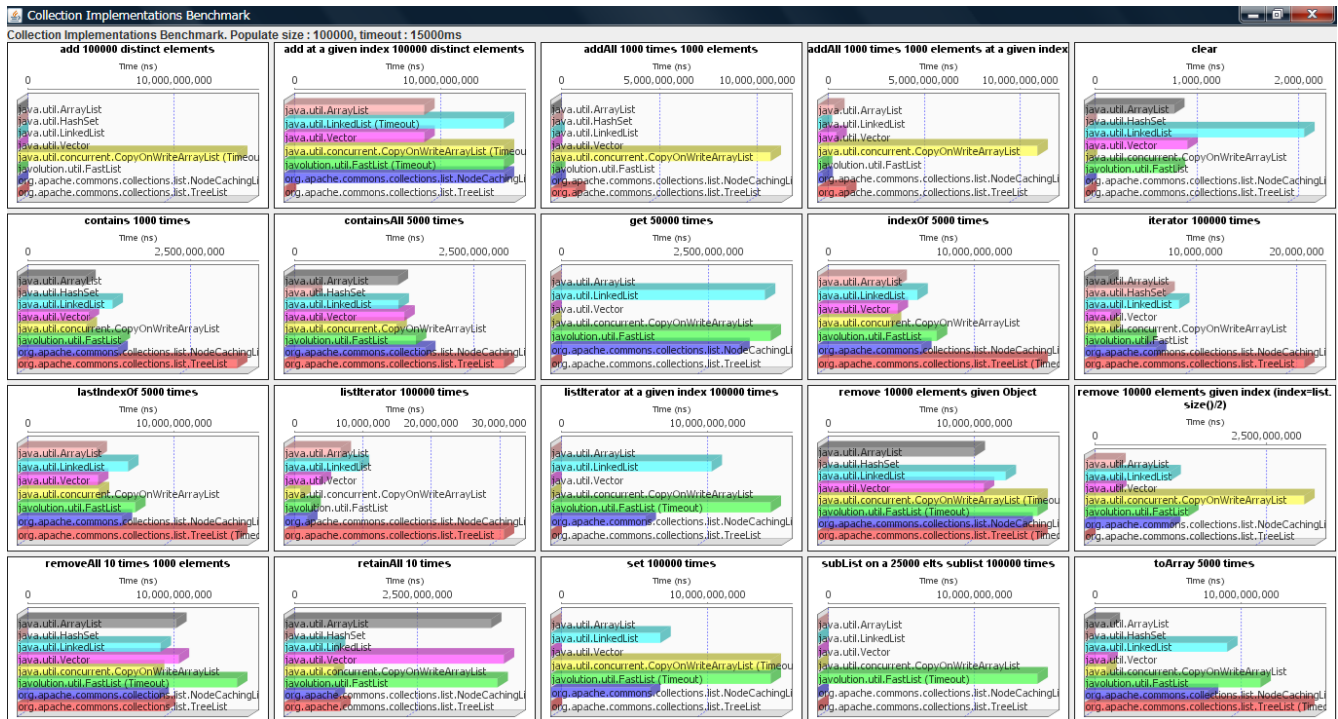 Collection Implementations Benchmark
Collection Implementations Benchmark. Populate size : 100000, timeout : 15000ms
add 100000 distinct elements
Time (ns)
0 10,000,000,000
java.util.ArrayList
java.util.HashSet
java.util.LinkedList
java.util.Vector
java.util.concurrent.CopyOnWriteArrayList (Timeou
javolution.util.FastList
org.apache.commons.collections.list.NodeCachingLi
org.apache.commons.collections.list.TreeList
add at a given index 100000 distinct elements
Time (ns)
0 10,000,000,000
java.util.ArrayList
java.util.LinkedList (Timeout)
java.util.Vector
java.util.concurrent.CopyOnWriteArrayList (Timeou
javolution.util.FastList (Timeout)
org.apache.commons.collections.list.NodeCachingLi
org.apache.commons.collections.list.TreeList
addAll 1000 times 1000 elements
Time (ns)
0 5,000,000,000 10,000,000,000
java.util.ArrayList
java.util.HashSet
java.util.LinkedList
java.util.Vector
java.util.concurrent.CopyOnWriteArrayList
javolution.util.FastList
org.apache.commons.collections.list.NodeCachingLi
org.apache.commons.collections.list.TreeList
addAll 1000 times 1000 elements at a given index
Time (ns)
0 5,000,000,000 10,000,000,000
java.util.ArrayList
java.util.LinkedList
java.util.Vector
java.util.concurrent.CopyOnWriteArrayList
javolution.util.FastList
org.apache.commons.collections.list.NodeCachingLi
org.apache.commons.collections.list.TreeList
clear
Time (ns)
0 1,000,000 2,000,000
java.util.ArrayList
java.util.HashSet
java.util.LinkedList
java.util.Vector
java.util.concurrent.CopyOnWriteArrayList
javolution.util.FastList
org.apache.commons.collections.list.NodeCachingLi
org.apache.commons.collections.list.TreeList
contains 1000 times
Time (ns)
0 2,500,000,000
java.util.ArrayList
java.util.HashSet
java.util.LinkedList
java.util.Vector
java.util.concurrent.CopyOnWriteArrayList
javolution.util.FastList
org.apache.commons.collections.list.NodeCachingLi
org.apache.commons.collections.list.TreeList
containsAll 5000 times
Time (ns)
0 2,500,000,000
java.util.ArrayList
java.util.HashSet
java.util.LinkedList
java.util.Vector
java.util.concurrent.CopyOnWriteArrayList
javolution.util.FastList
org.apache.commons.collections.list.NodeCachingLi
org.apache.commons.collections.list.TreeList
get 50000 times
Time (ns)
0 2,500,000,000
java.util.ArrayList
java.util.LinkedList
java.util.Vector
java.util.concurrent.CopyOnWriteArrayList
javolution.util.FastList
org.apache.commons.collections.list.NodeCachingLi
org.apache.commons.collections.list.TreeList
indexOf 5000 times
Time (ns)
0 10,000,000,000
java.util.ArrayList
java.util.LinkedList
java.util.Vector
java.util.concurrent.CopyOnWriteArrayList
javolution.util.FastList
org.apache.commons.collections.list.NodeCachingLi
org.apache.commons.collections.list.TreeList (Timeo
iterator 100000 times
Time (ns)
0 10,000,000 20,000,000
java.util.ArrayList
java.util.HashSet
java.util.LinkedList
java.util.Vector
java.util.concurrent.CopyOnWriteArrayList
javolution.util.FastList
org.apache.commons.collections.list.NodeCachingLi
org.apache.commons.collections.list.TreeList
lastIndexOf 5000 times
Time (ns)
0 10,000,000,000
java.util.ArrayList
java.util.LinkedList
java.util.Vector
java.util.concurrent.CopyOnWriteArrayList
javolution.util.FastList
org.apache.commons.collections.list.NodeCachingLi
org.apache.commons.collections.list.TreeList (Timeo
listIterator 100000 times
Time (ns)
0 10,000,000 20,000,000 30,000,000
java.util.ArrayList
java.util.LinkedList
java.util.Vector
java.util.concurrent.CopyOnWriteArrayList
javolution.util.FastList
org.apache.commons.collections.list.NodeCachingLi
org.apache.commons.collections.list.TreeList
listIterator at a given index 100000 times
Time (ns)
0 10,000,000,000
java.util.ArrayList
java.util.LinkedList
java.util.Vector
java.util.concurrent.CopyOnWriteArrayList
javolution.util.FastList (Timeout)
org.apache.commons.collections.list.NodeCachingLi
org.apache.commons.collections.list.TreeList
remove 10000 elements given Object
Time (ns)
0 10,000,000,000
java.util.ArrayList
java.util.HashSet
java.util.LinkedList
java.util.Vector
java.util.concurrent.CopyOnWriteArrayList (Timeou
javolution.util.FastList (Timeout)
org.apache.commons.collections.list.NodeCachingLi
org.apache.commons.collections.list.TreeList (Timeo
remove 10000 elements given index (index=list.
size()/2)
Time (ns)
0 2,500,000,000
java.util.ArrayList
java.util.LinkedList
java.util.Vector
java.util.concurrent.CopyOnWriteArrayList
javolution.util.FastList
org.apache.commons.collections.list.NodeCachingLi
org.apache.commons.collections.list.TreeList
removeAll 10 times 1000 elements
Time (ns)
0 10,000,000,000
java.util.ArrayList
java.util.HashSet
java.util.LinkedList
java.util.Vector
java.util.concurrent.CopyOnWriteArrayList
javolution.util.FastList (Timeout)
org.apache.commons.collections.list.NodeCachingLi
org.apache.commons.collections.list.TreeList
retainAll 10 times
Time (ns)
0 2,500,000,000
java.util.ArrayList
java.util.HashSet
java.util.LinkedList
java.util.Vector
java.util.concurrent.CopyOnWriteArrayList
javolution.util.FastList
org.apache.commons.collections.list.NodeCachingLi
org.apache.commons.collections.list.TreeList
set 100000 times
Time (ns)
0 10,000,000,000
java.util.ArrayList
java.util.LinkedList
java.util.Vector
java.util.concurrent.CopyOnWriteArrayList (Timeou
javolution.util.FastList (Timeout)
org.apache.commons.collections.list.NodeCachingLi
org.apache.commons.collections.list.TreeList
subList on a 25000 elts sublist 100000 times
Time (ns)
0 10,000,000,000
java.util.ArrayList
java.util.LinkedList
java.util.Vector
java.util.concurrent.CopyOnWriteArrayList
javolution.util.FastList (Timeout)
org.apache.commons.collections.list.NodeCachingLi
org.apache.commons.collections.list.TreeList
toArray 5000 times
Time (ns)
0 10,000,000,000
java.util.ArrayList
java.util.HashSet
java.util.LinkedList
java.util.Vector
java.util.concurrent.CopyOnWriteArrayList
javolution.util.FastList
org.apache.commons.collections.list.NodeCachingLi
org.apache.commons.collections.list.TreeList (Timeo